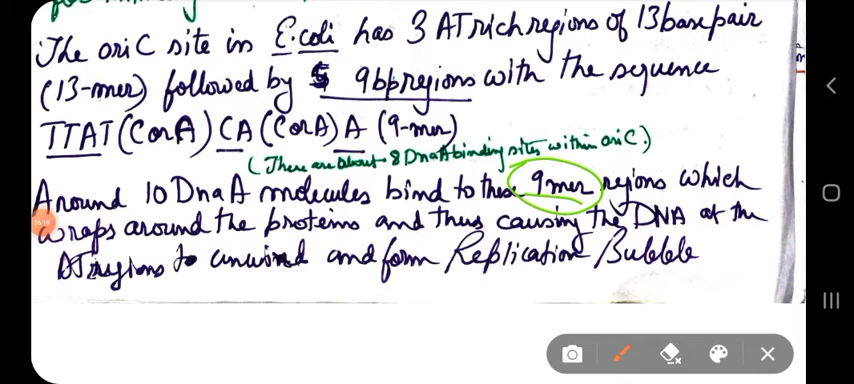 The oriC site in E.coli has 3 AT rich regions of 13 base pair
(13-mer) followed by 5 9bp regions with the sequence
TTAT (C or A) CA (C or A) A (9-mer)
(There are about 8 DnaA binding sites within oriC.)
Around 10 DnaA molecules bind to these 9mer regions which
wraps around the proteins and thus causing the DNA at the
AT regions to unwind and form Replication Bubble